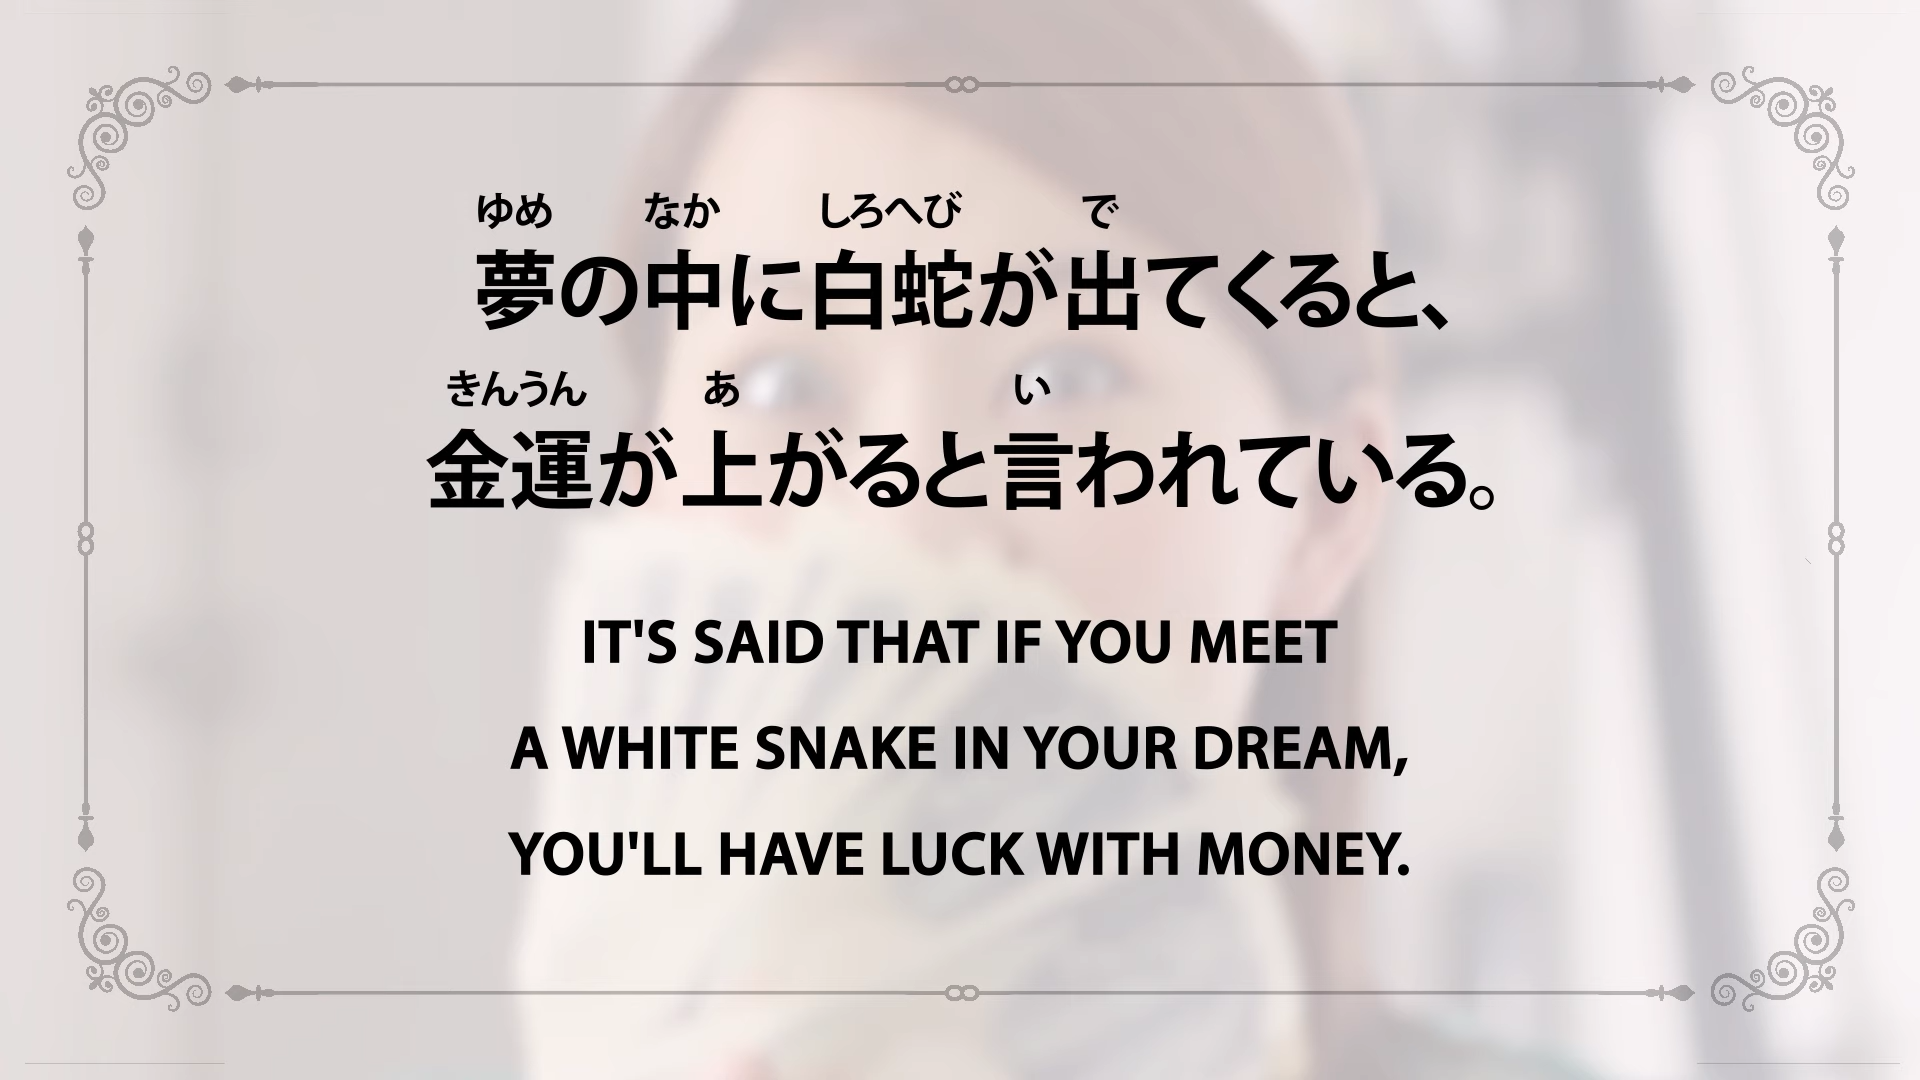 ゆめ なか しろへび で
夢の中に白蛇が出てくると、
きんうん あ い
金運が上がると言われている。
IT'S SAID THAT IF YOU MEET
A WHITE SNAKE IN YOUR DREAM,
YOU'LL HAVE LUCK WITH MONEY.